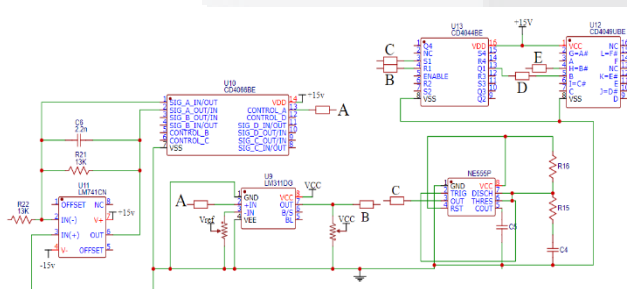 U10
CD4066BE
SIG_A_IN/OUT
SIG_A_OUT/IN
SIG_B_OUT/IN
SIG_B_IN/OUT
CONTROL_B
CONTROL_C
VSS
VDD
CONTROL_A
CONTROL_D
SIG_D_IN/OUT
SIG_D_OUT/IN
SIG_C_OUT/IN
SIG_C_IN/OUT
+15v
A
C6
2.2n
R21
13K
R22
13K
U11
LM741CN
OFFSET
IN(-)
IN(+)
V-
NC
V+
OUT
OFFSET
+15v
-15v
U9
LM311DG
GND
+IN
-IN
VEE
VCC
OUT
B/S
BL
A
Vref
VCC
VCC
B
C
NE555P
GND
TRIG
OUT
RST
VCC
DISCH
THRES
COUT
C5
R16
R15
C4
U13
CD4044BE
Q4
NC
S1
R1
ENABLE
R2
S2
VSS
VDD
S4
R4
Q1
R3
S3
Q3
Q2
C
B
+15V
E
D
U12
CD4049UBE
VCC
G=A#
A
H=B#
B
I=C#
C
VSS
NC
L=F#
F
NC
K=E#
E
J=D#
D